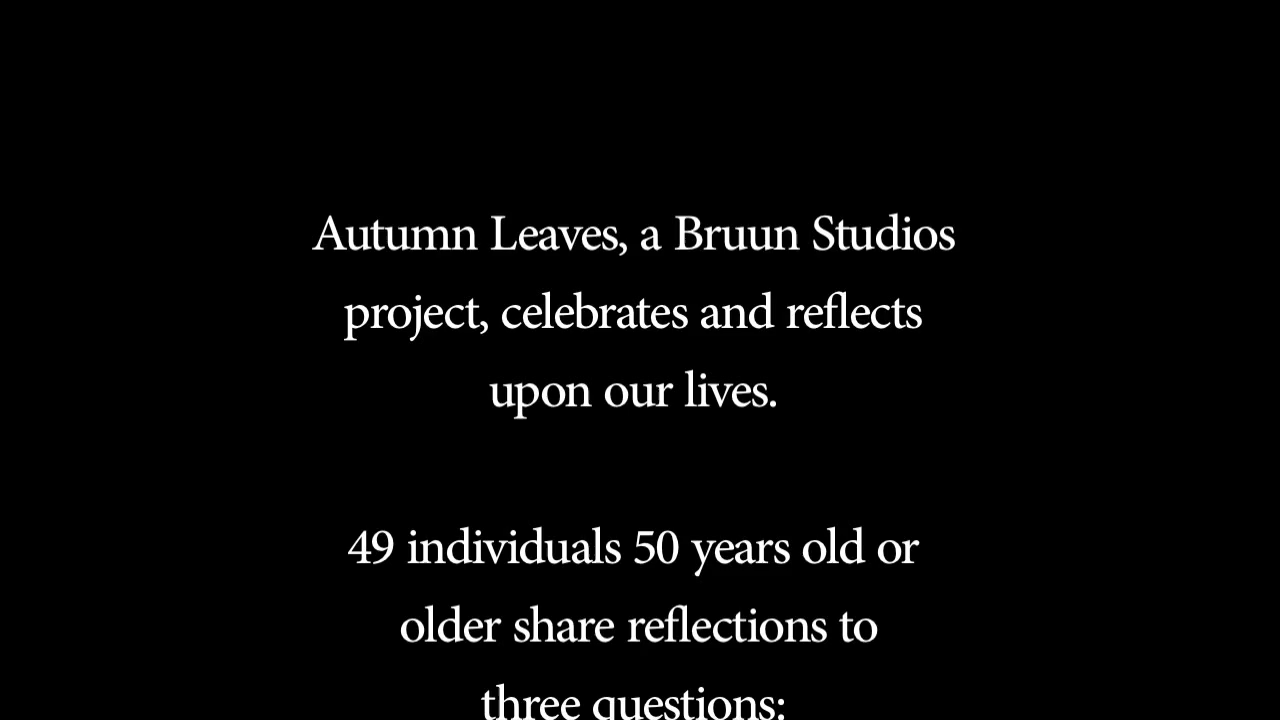 Autumn Leaves, a Bruun Studios
project, celebrates and reflects
upon our lives.
49 individuals 50 years old or
older share reflections to
three questions: